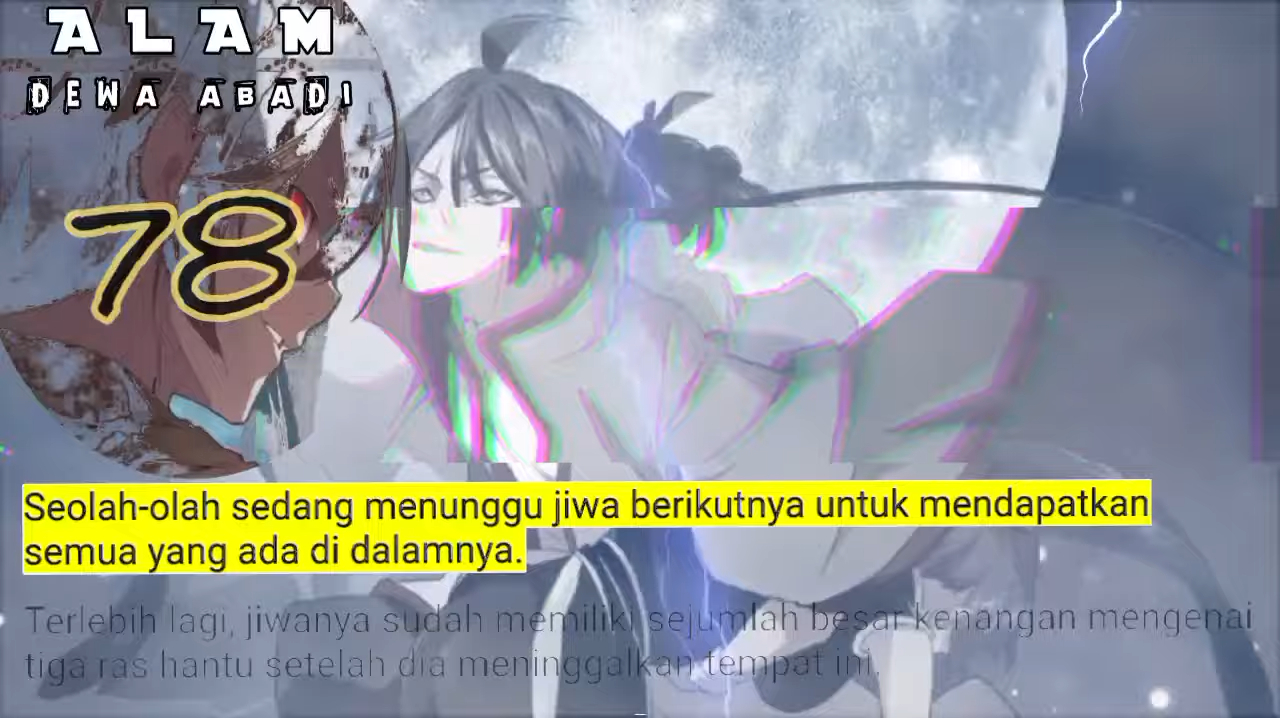 ALAM
DEWA ABADI
78
Seolah-olah sedang menunggu jiwa berikutnya untuk mendapatkan
semua yang ada di dalamnya.
Terlebih lagi, jiwanya sudah memiliki sejumlah besar kenangan mengenai
tiga ras hantu setelah dia meninggalkan tempat ini.